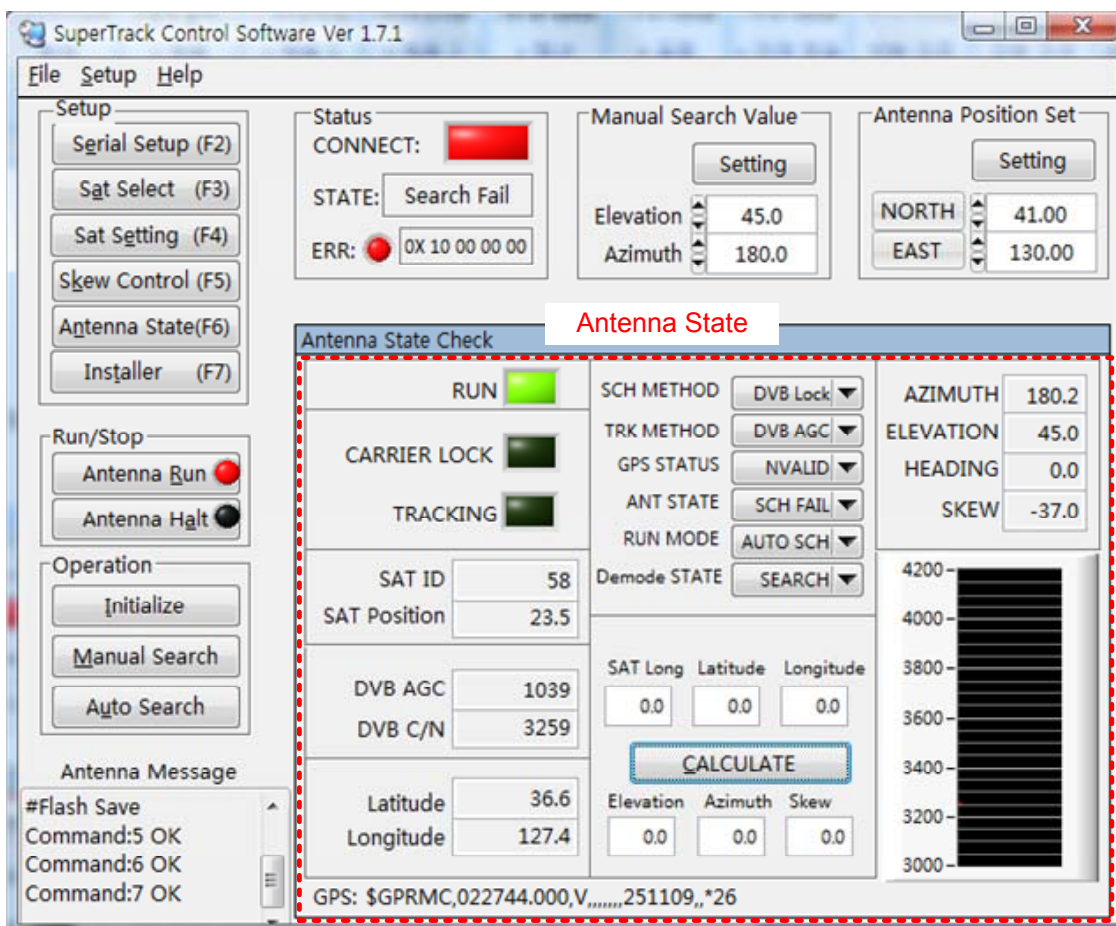 SuperTrack Control Software Ver 1.7.1
File Setup Help
Setup
Serial Setup (F2)
Sat Select (F3)
Sat Setting (F4)
Skew Control (F5)
Antenna State(F6)
Installer (F7)
Run/Stop
Antenna Run
Antenna Halt
Operation
Initialize
Manual Search
Auto Search
Antenna Message
#Flash Save
Command:5 OK
Command:6 OK
Command:7 OK
Status
CONNECT:
STATE: Search Fail
ERR: 0X 10 00 00 00
Manual Search Value
Setting
Elevation 45.0
Azimuth 180.0
Antenna Position Set
Setting
NORTH 41.00
EAST 130.00
Antenna State
Antenna State Check
RUN
CARRIER LOCK
TRACKING
SAT ID 58
SAT Position 23.5
DVB AGC 1039
DVB C/N 3259
Latitude 36.6
Longitude 127.4
SCH METHOD DVB Lock
TRK METHOD DVB AGC
GPS STATUS NVALID
ANT STATE SCH FAIL
RUN MODE AUTO SCH
Demode STATE SEARCH
SAT Long Latitude Longitude
0.0 0.0 0.0
CALCULATE
Elevation Azimuth Skew
0.0 0.0 0.0
AZIMUTH 180.2
ELEVATION 45.0
HEADING 0.0
SKEW -37.0
4200
4000
3800
3600
3400
3200
3000
GPS: $GPRMC,022744.000,V,,,,,,,251109,,*26